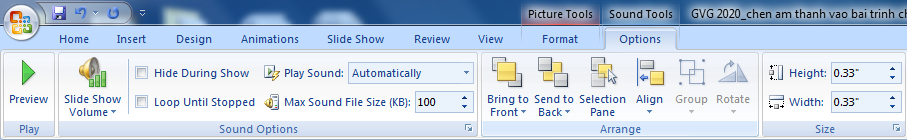 Picture Tools Sound Tools GVG 2020_chen am thanh vao bai trinh ch
Home Insert Design Animations Slide Show Review View Format Options
Preview
Slide Show Volume
Hide During Show
Loop Until Stopped
Play Sound: Automatically
Max Sound File Size (KB): 100
Bring to Front
Send to Back
Selection Pane
Align
Group
Rotate
Height: 0.33"
Width: 0.33"
Play Sound Options Arrange Size